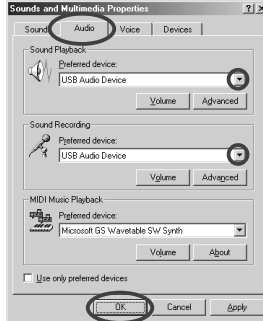 Sounds and Multimedia Properties
Sounds Audio Voice Devices
Sound Playback
Preferred device:
USB Audio Device
Volume Advanced
Sound Recording
Preferred device:
USB Audio Device
Volume Advanced
MIDI Music Playback
Preferred device:
Microsoft GS Wavetable SW Synth
Volume About
Use only preferred devices
OK Cancel Apply